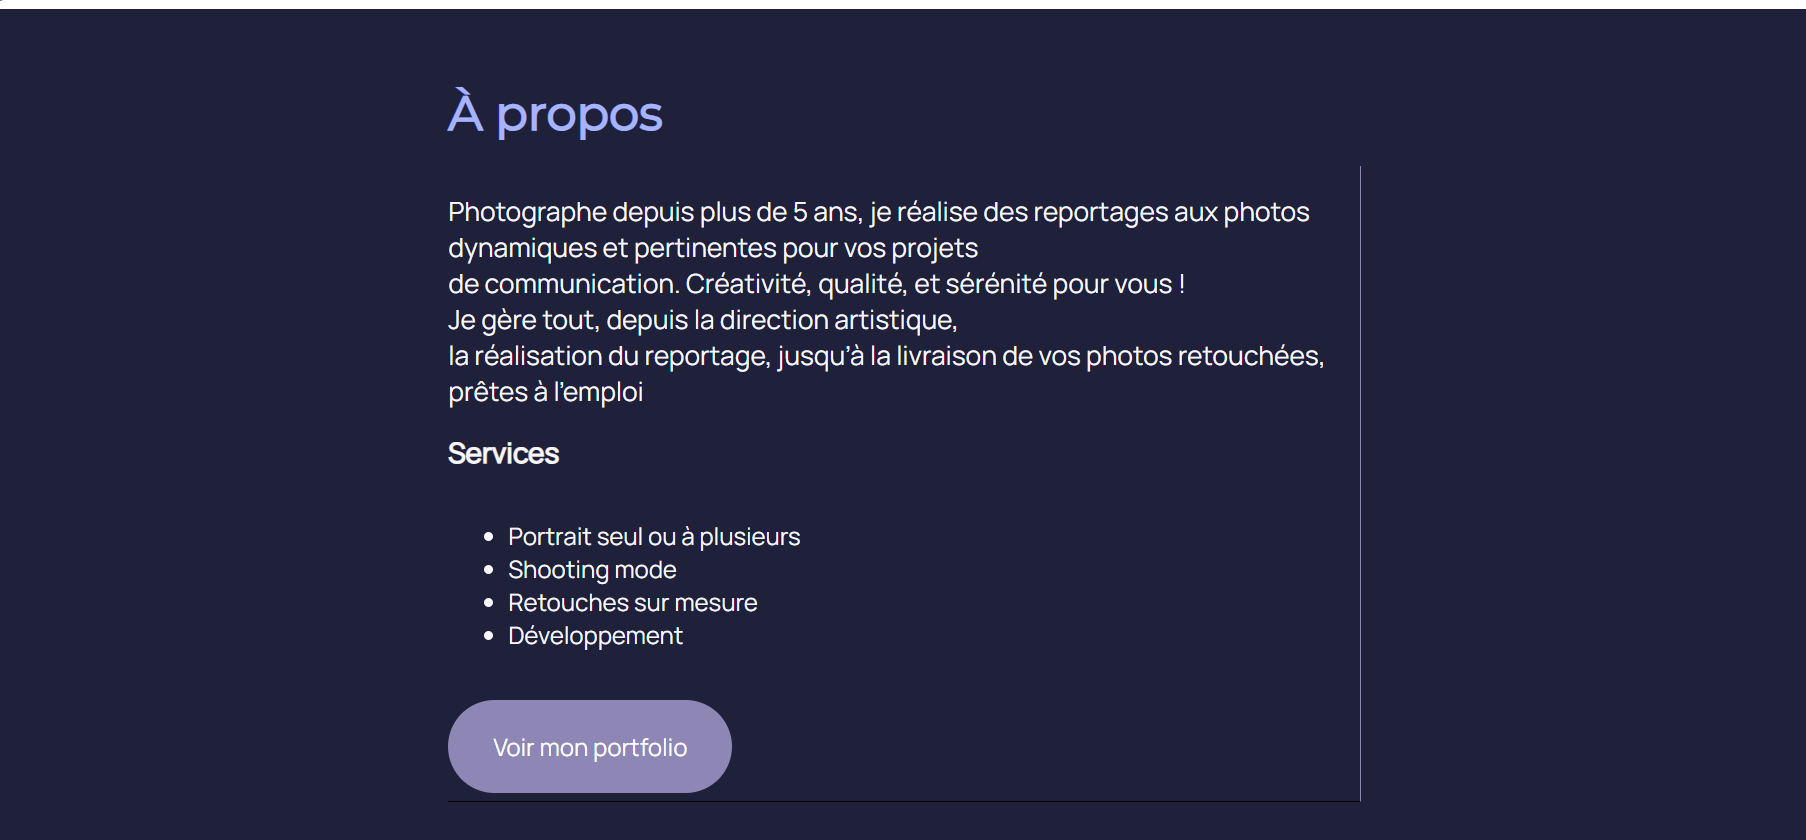 À propos
Photographe depuis plus de 5 ans, je réalise des reportages aux photos
dynamiques et pertinentes pour vos projets
de communication. Créativité, qualité, et sérénité pour vous !
Je gère tout, depuis la direction artistique,
la réalisation du reportage, jusqu’à la livraison de vos photos retouchées,
prêtes à l’emploi
Services
• Portrait seul ou à plusieurs
• Shooting mode
• Retouches sur mesure
• Développement
Voir mon portfolio